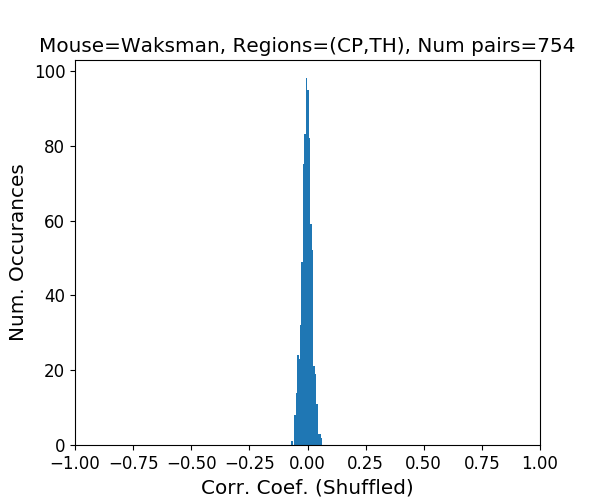 Mouse=Waksman, Regions=(CP,TH), Num pairs=754
100
80
60
40
20
0
Num. Occurances
−1.00 −0.75 −0.50 −0.25 0.00 0.25 0.50 0.75 1.00
Corr. Coef. (Shuffled)